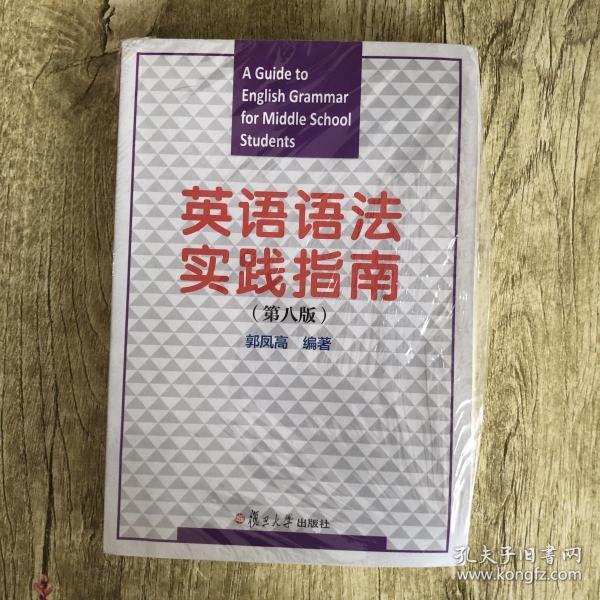 A Guide to
English Grammar
for Middle School
Students
英语语法
实践指南
（第八版）
郭凤高 编著
復旦大学出版社
孔夫子旧书网
www.kongfz.com